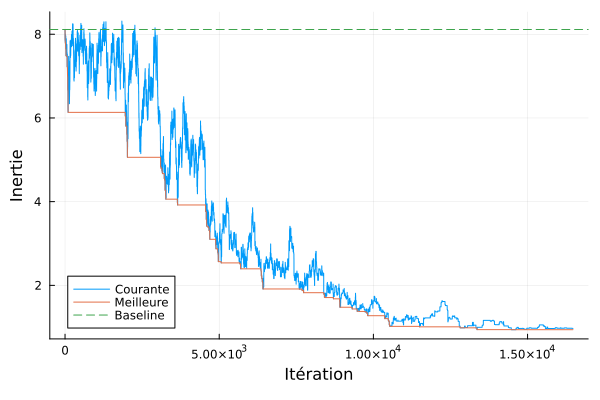 8
6
4
2
Inertie
Courante
Meilleure
Baseline
0
5.00×10³
1.00×10⁴
1.50×10⁴
Itération